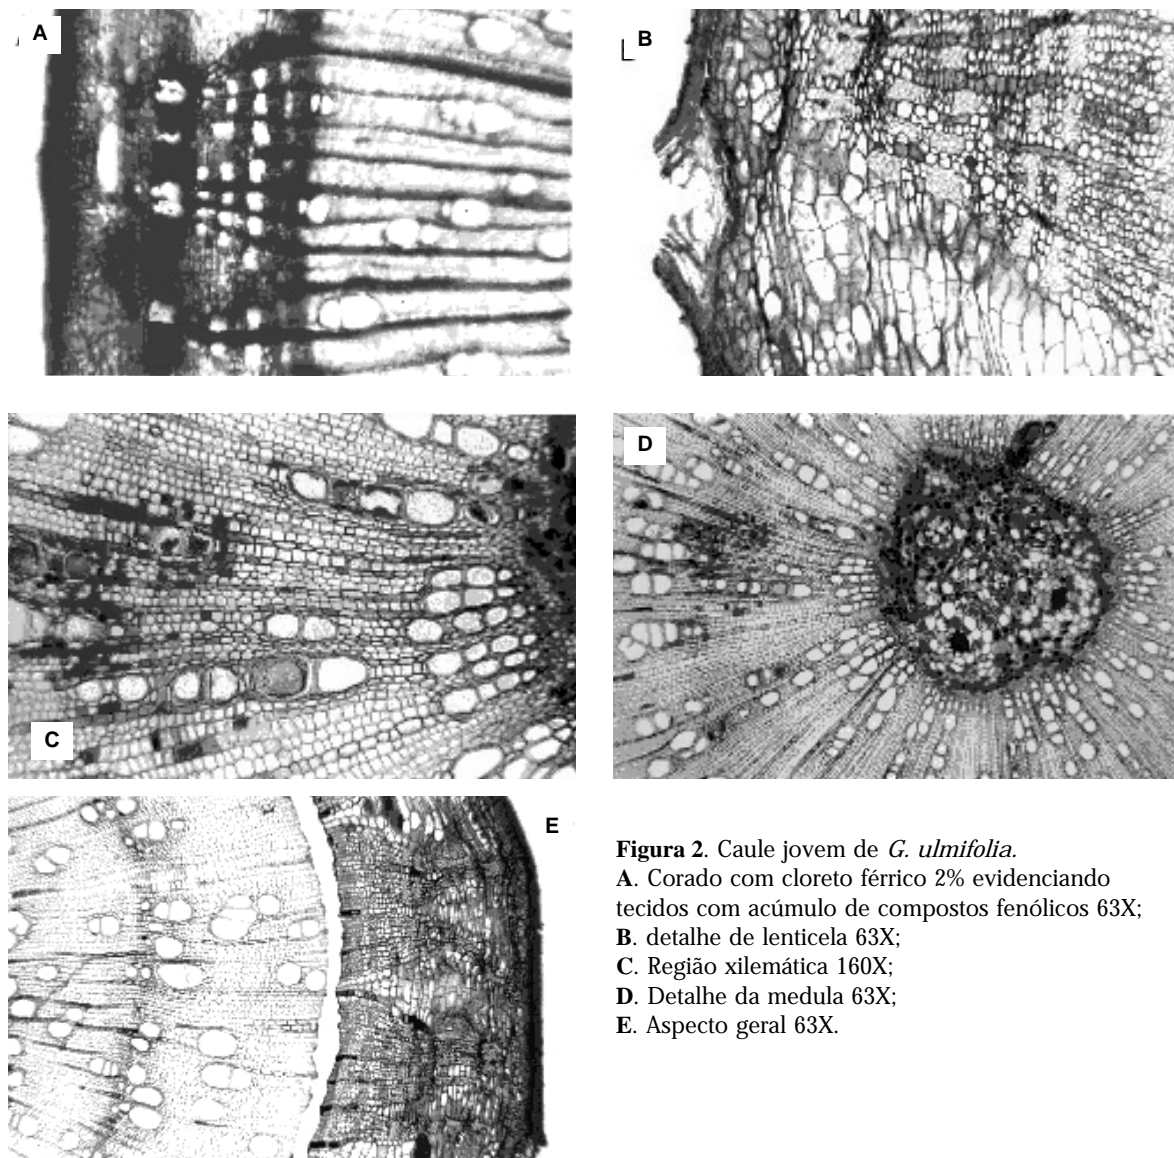 A
B
C
D
E
Figura 2. Caule jovem de G. ulmifolia.
A. Corado com cloreto férrico 2% evidenciando
tecidos com acúmulo de compostos fenólicos 63X;
B. detalhe de lenticela 63X;
C. Região xilemática 160X;
D. Detalhe da medula 63X;
E. Aspecto geral 63X.